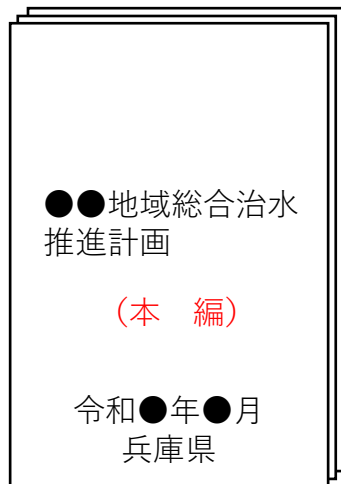 ●●地域総合治水
推進計画
（本　編）
令和●年●月
兵庫県